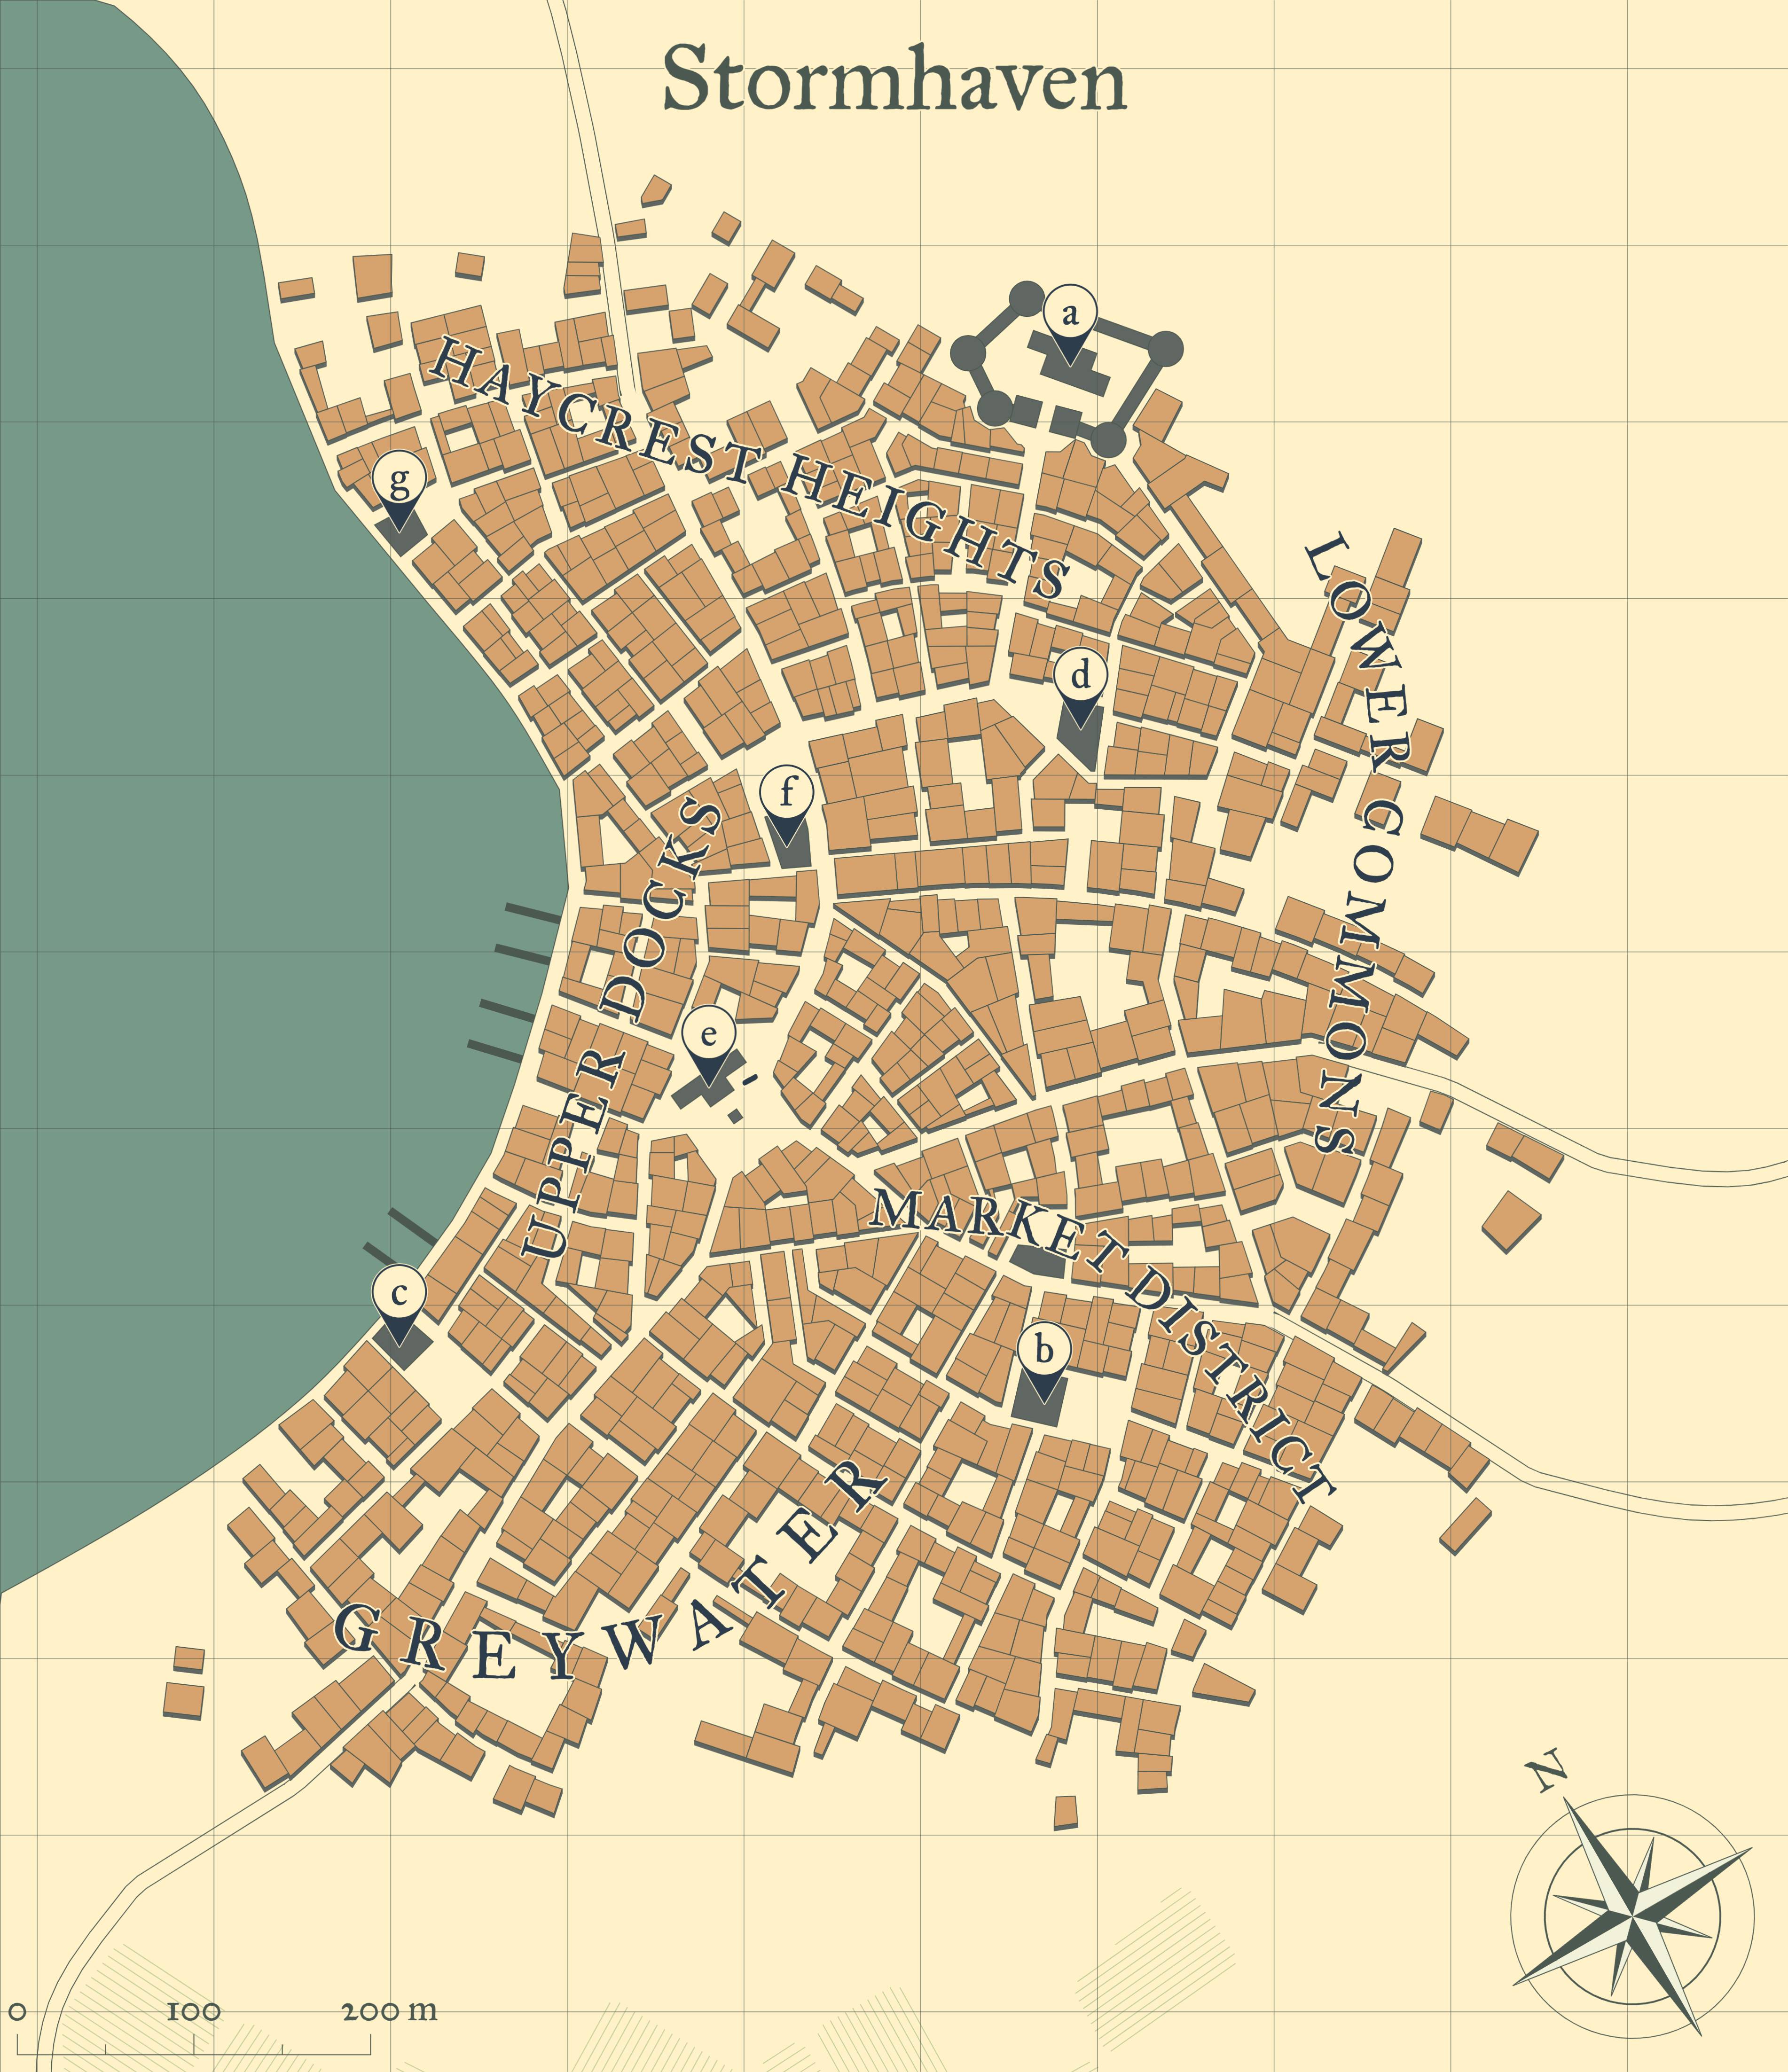 Stormhaven
a
HAYCREST HEIGHTS
g
LOWER COMMONS
d
f
UPPER DOCKS
e
MARKET DISTRICT
c
b
GREYWATER
N
0 100 200 m